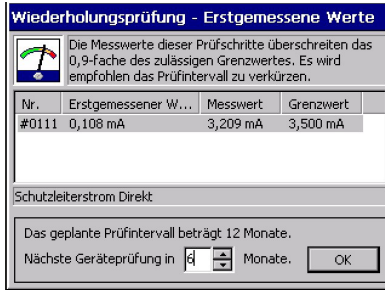 Wiederholungsprüfung - Erstgemessene Werte
Die Messwerte dieser Prüfschritte überschreiten das
0,9-fache des zulässigen Grenzwertes. Es wird
empfohlen das Prüfintervall zu verkürzen.
Nr. Erstgemessener W... Messwert Grenzwert
#0111 0,108 mA 3,209 mA 3,500 mA
Schutzleiterstrom Direkt
Das geplante Prüfintervall beträgt 12 Monate.
Nächste Geräteprüfung in 6 Monate. OK